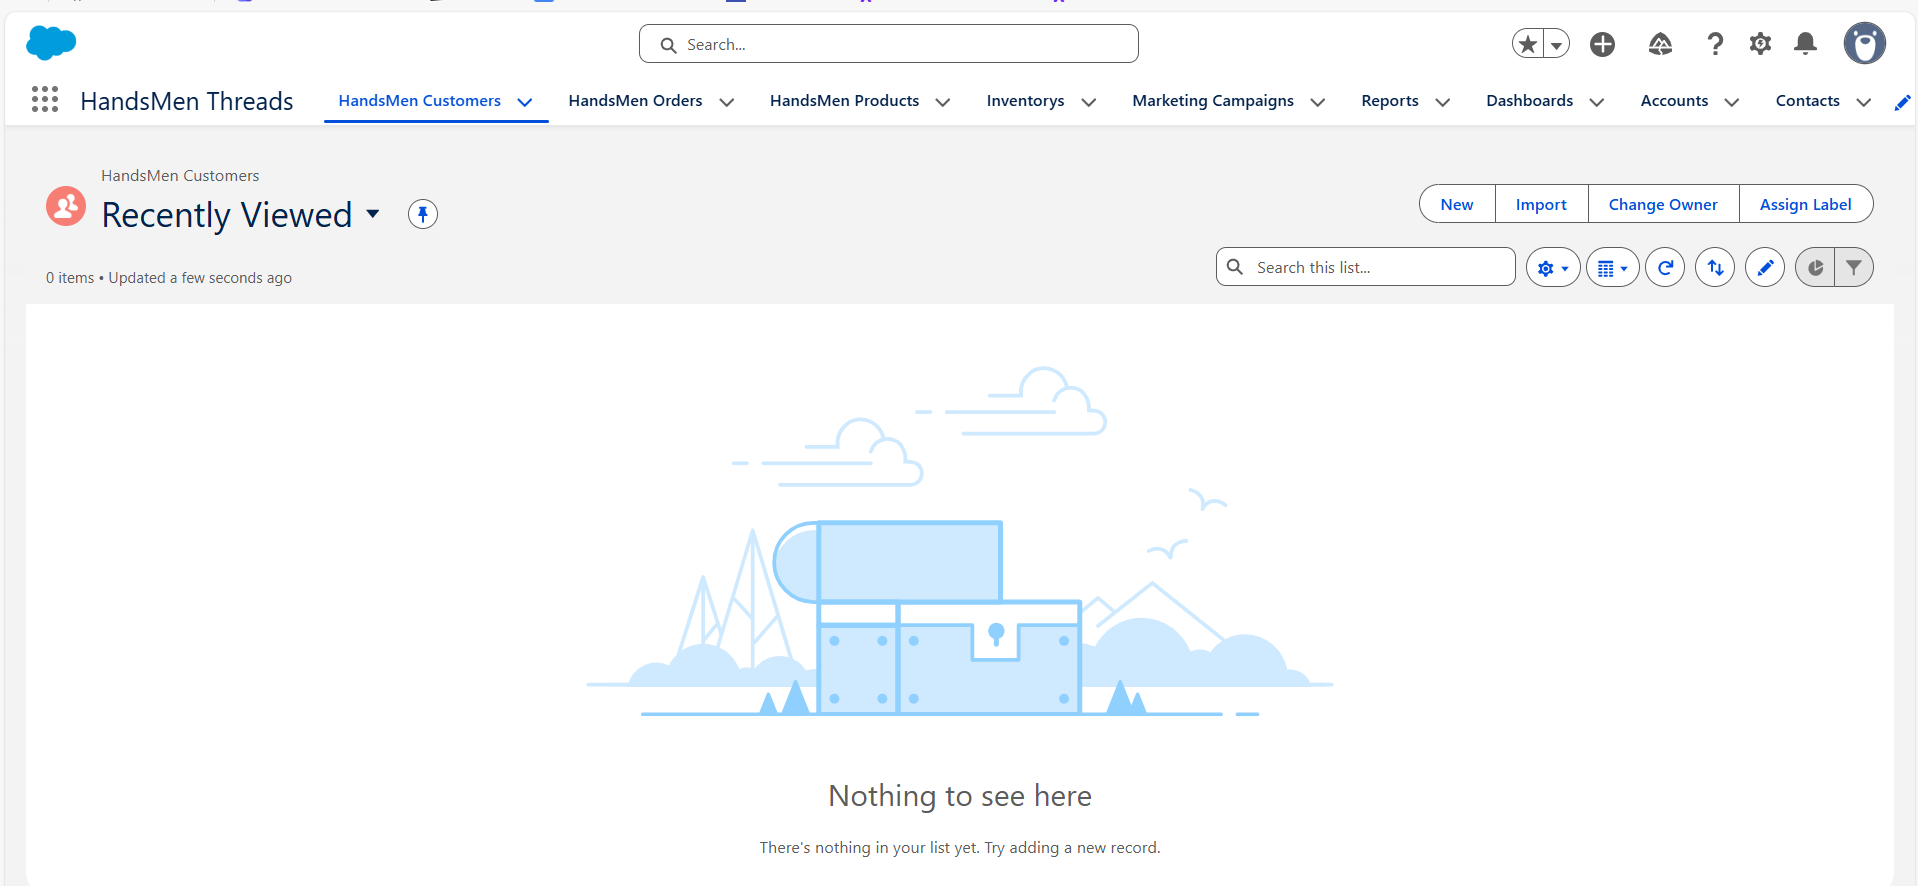 Search...
HandsMen Threads
HandsMen Customers
HandsMen Orders
HandsMen Products
Inventorys
Marketing Campaigns
Reports
Dashboards
Accounts
Contacts
HandsMen Customers
Recently Viewed
New
Import
Change Owner
Assign Label
0 items • Updated a few seconds ago
Search this list...
Nothing to see here
There's nothing in your list yet. Try adding a new record.